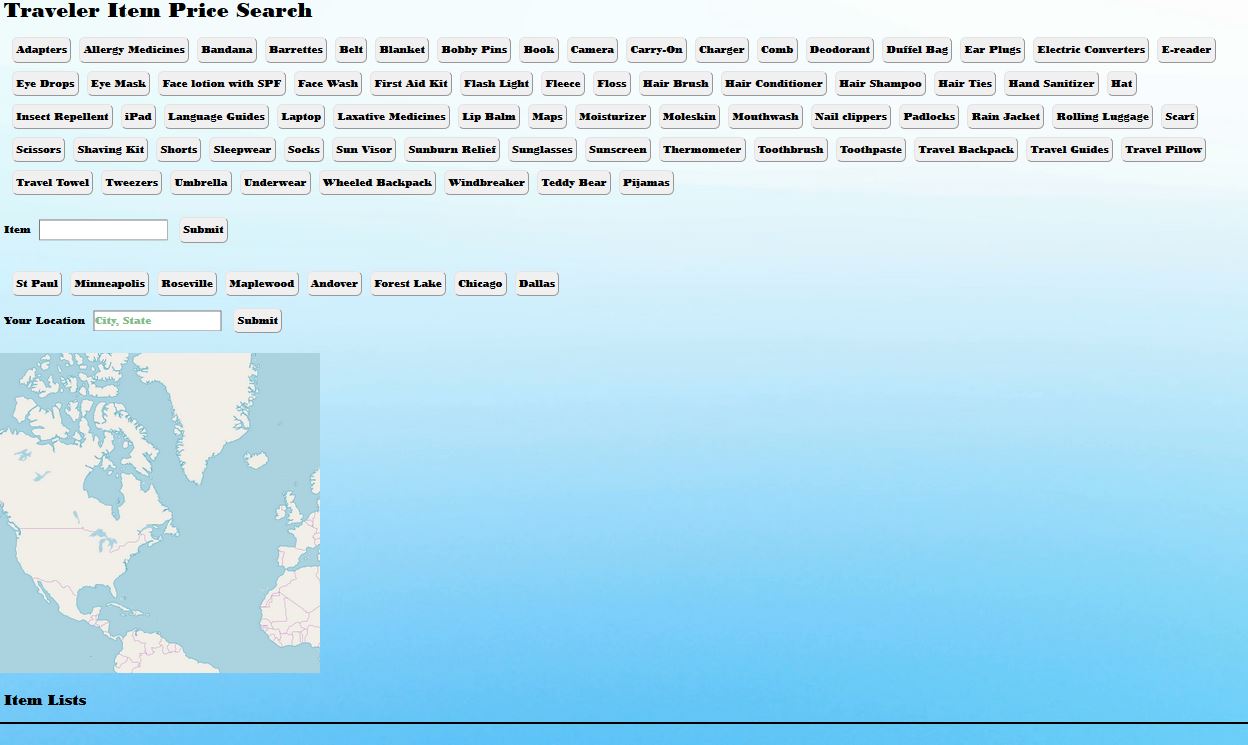 Traveler Item Price Search
Adapters Allergy Medicines Bandana Barrettes Belt Blanket Bobby Pins Book Camera Carry-On Charger Comb Deodorant Duffel Bag Ear Plugs Electric Converters E-reader
Eye Drops Eye Mask Face lotion with SPF Face Wash First Aid Kit Flash Light Fleece Floss Hair Brush Hair Conditioner Hair Shampoo Hair Ties Hand Sanitizer Hat
Insect Repellent iPad Language Guides Laptop Laxative Medicines Lip Balm Maps Moisturizer Moleskin Mouthwash Nail clippers Padlocks Rain Jacket Rolling Luggage Scarf
Scissors Shaving Kit Shorts Sleepwear Socks Sun Visor Sunburn Relief Sunglasses Sunscreen Thermometer Toothbrush Toothpaste Travel Backpack Travel Guides Travel Pillow
Travel Towel Tweezers Umbrella Underwear Wheeled Backpack Windbreaker Teddy Bear Pijamas
Item Submit
St Paul Minneapolis Roseville Maplewood Andover Forest Lake Chicago Dallas
Your Location City, State Submit
Item Lists